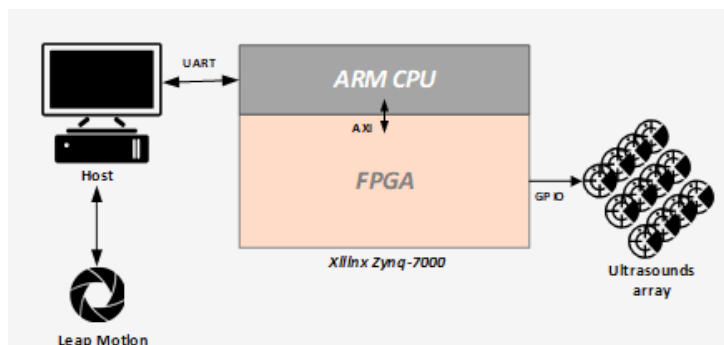 UART
ARM CPU
AXI
FPGA
Host
GPIO
Xilinx Zynq-7000
Ultrasounds
array
Leap Motion